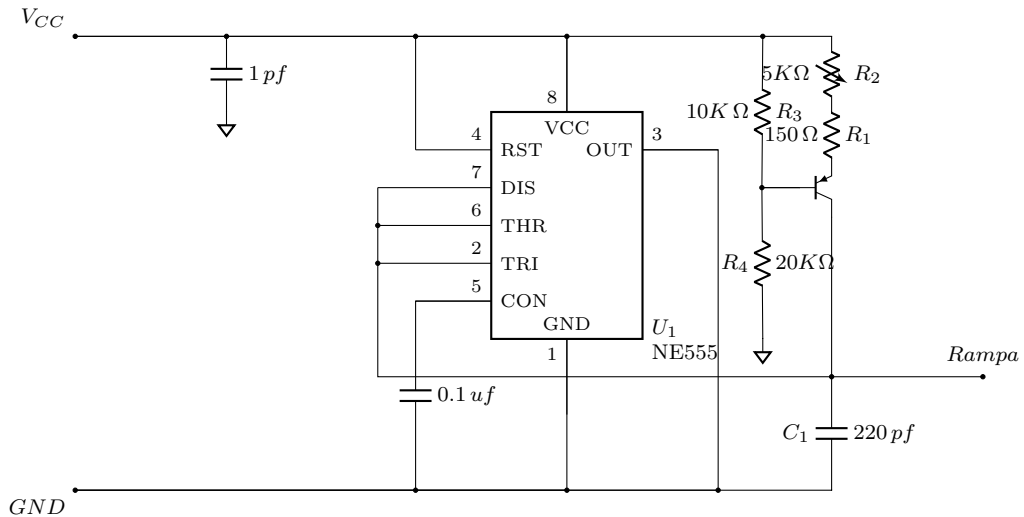 V_CC
1 pf
8
VCC
4
RST
OUT
3
7
DIS
6
THR
2
TRI
5
CON
GND
1
U_1
NE555
0.1 uf
5KΩ
R_2
10K Ω
R_3
150 Ω
R_1
R_4
20KΩ
Rampa
C_1
220 pf
GND